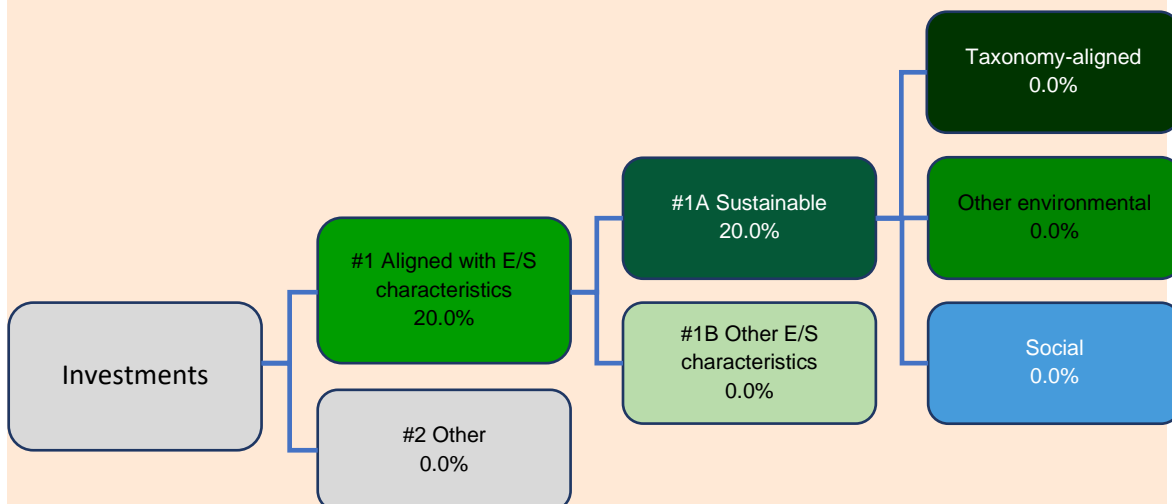 Investments
#1 Aligned with E/S
characteristics
20.0%
#2 Other
0.0%
#1A Sustainable
20.0%
#1B Other E/S
characteristics
0.0%
Taxonomy-aligned
0.0%
Other environmental
0.0%
Social
0.0%